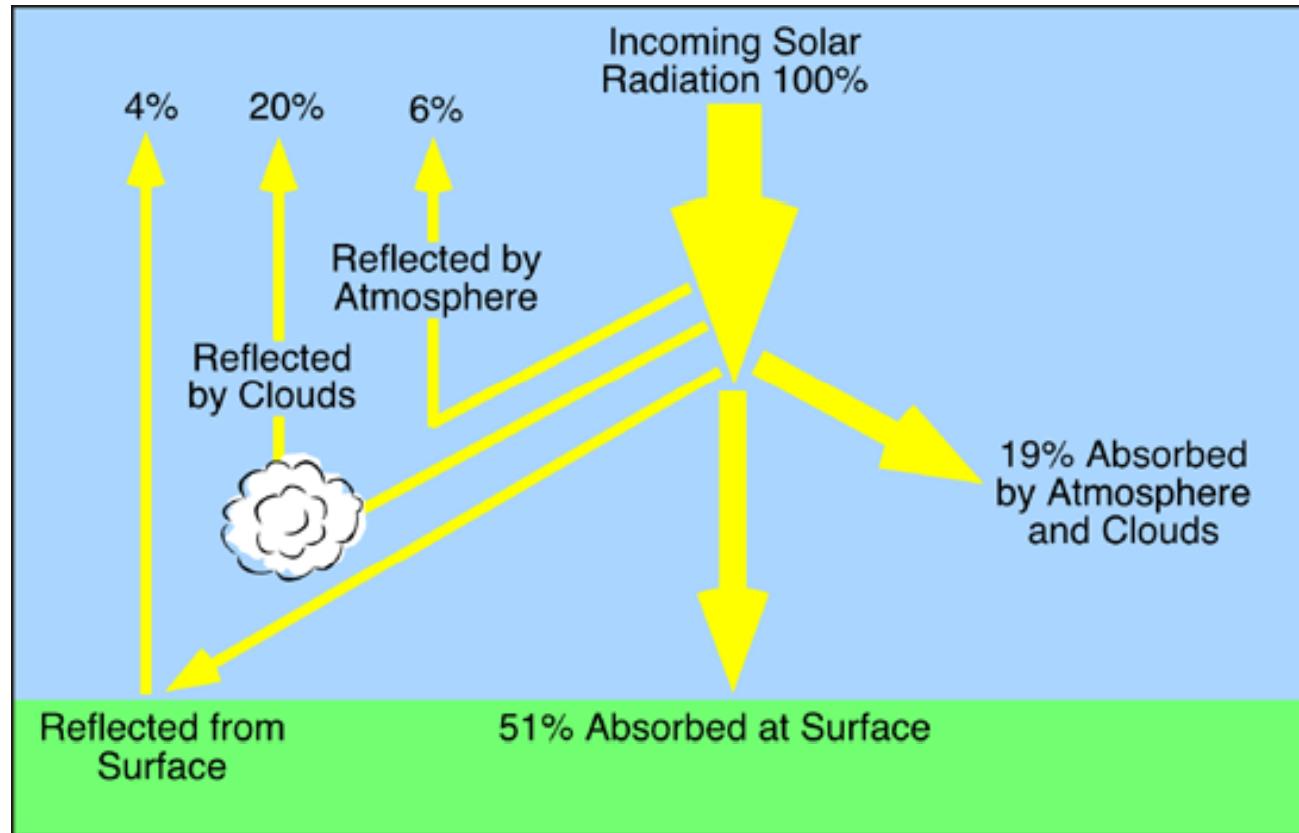 Incoming Solar
Radiation 100%
4%
20%
6%
Reflected by
Atmosphere
Reflected
by Clouds
19% Absorbed
by Atmosphere
and Clouds
Reflected from
Surface
51% Absorbed at Surface